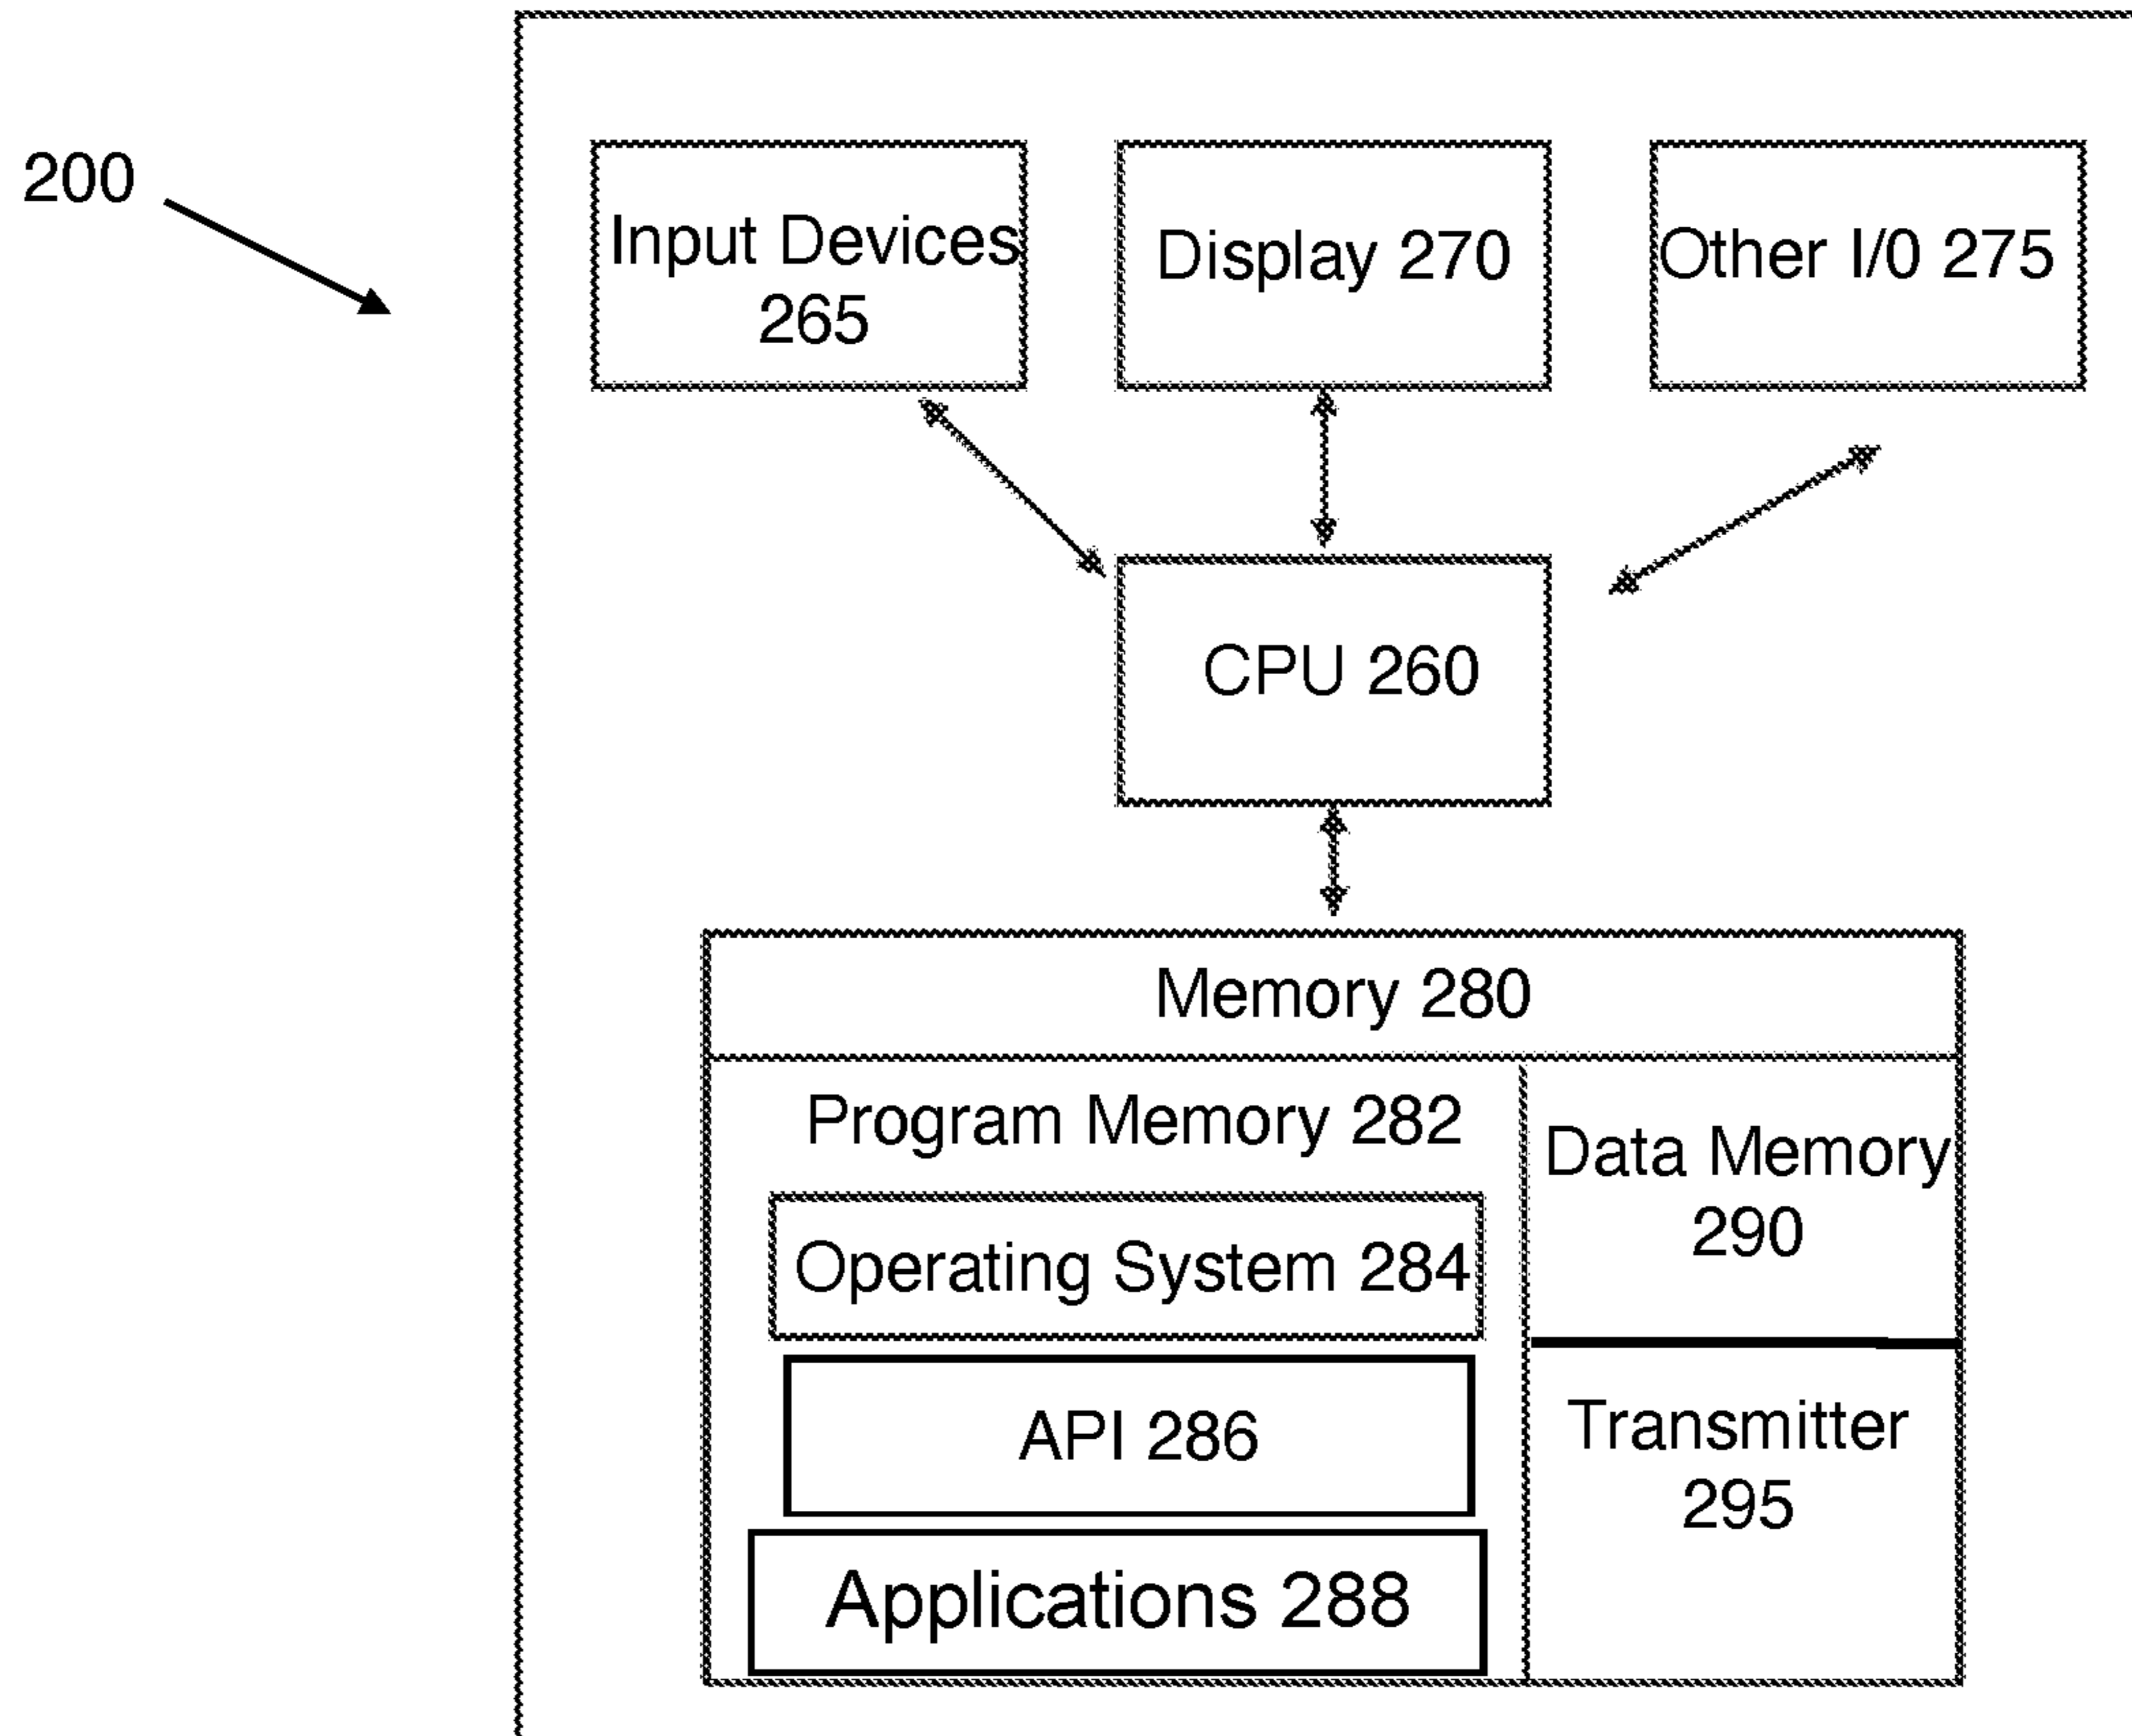 200
Input Devices
265
Display 270
Other I/0 275
CPU 260
Memory 280
Program Memory 282
Operating System 284
API 286
Applications 288
Data Memory
290
Transmitter
295